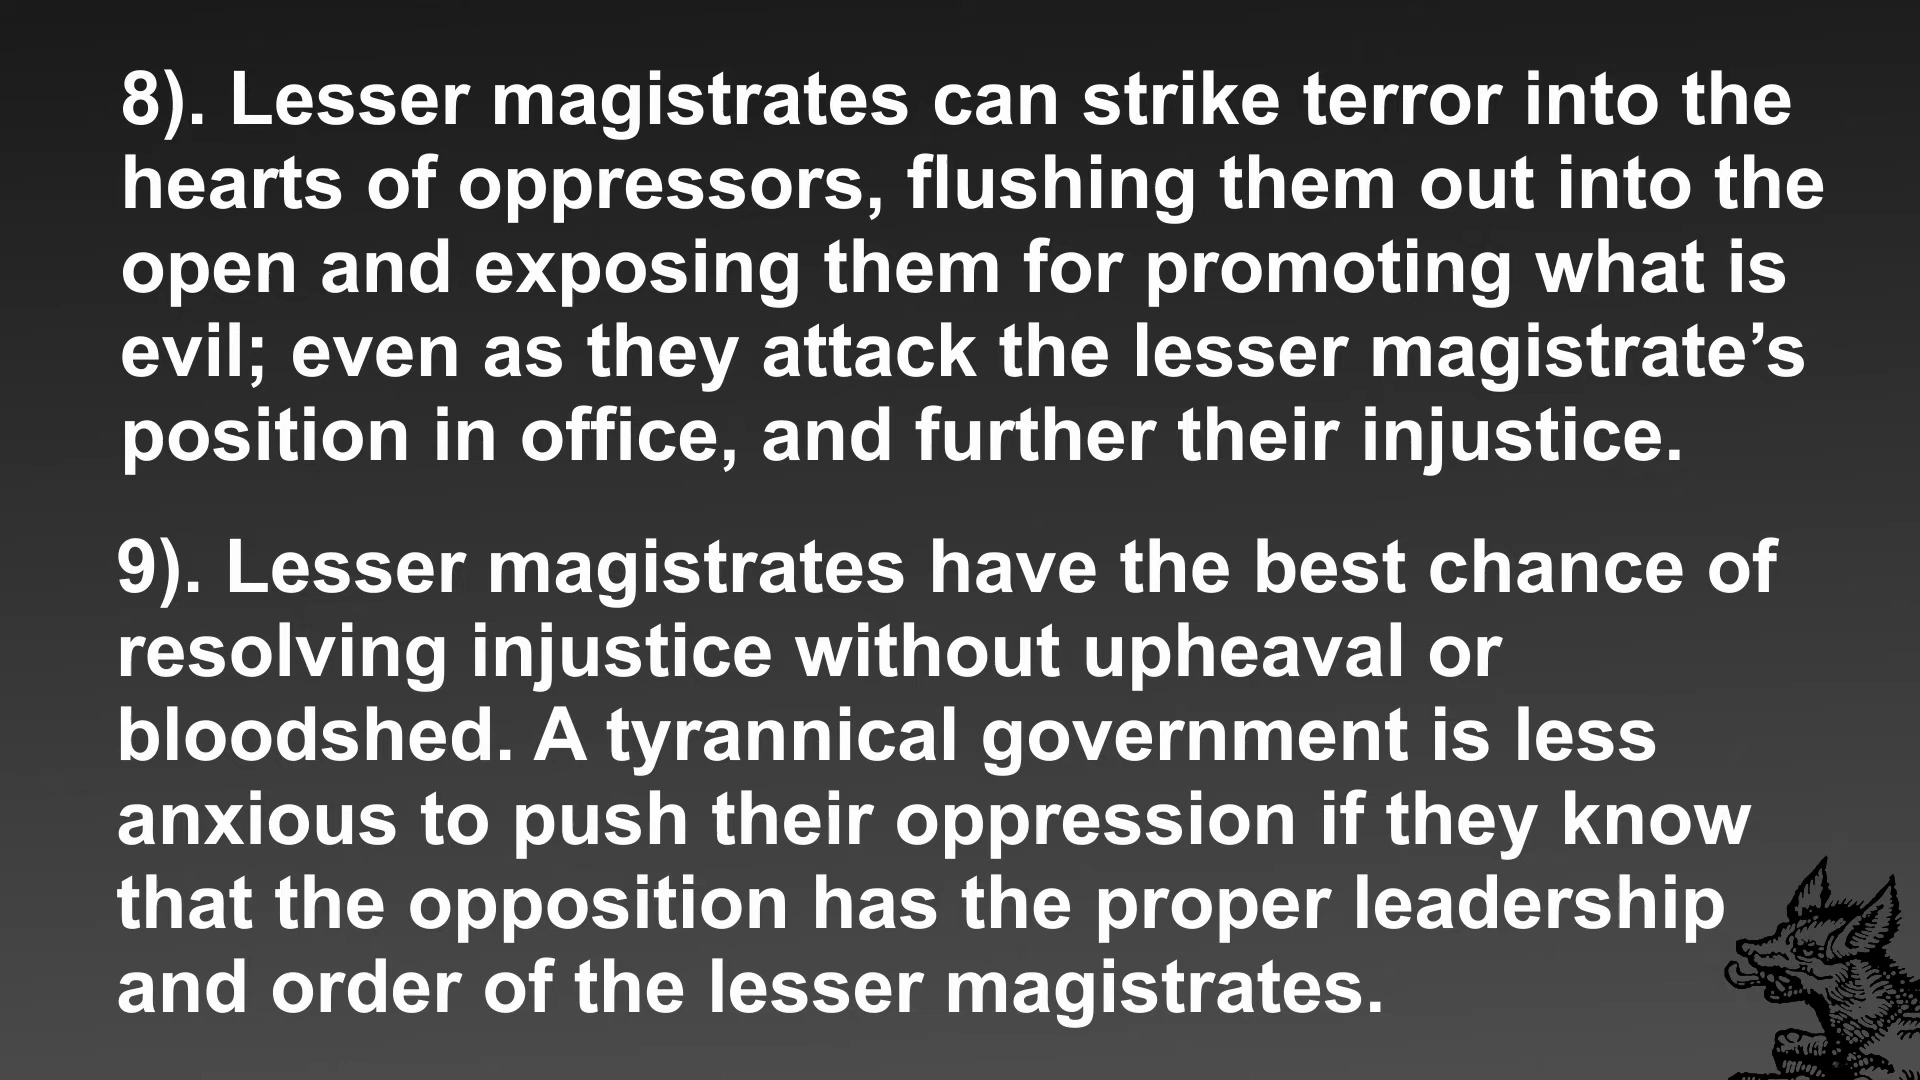 8). Lesser magistrates can strike terror into the
hearts of oppressors, flushing them out into the
open and exposing them for promoting what is
evil; even as they attack the lesser magistrate’s
position in office, and further their injustice.
9). Lesser magistrates have the best chance of
resolving injustice without upheaval or
bloodshed. A tyrannical government is less
anxious to push their oppression if they know
that the opposition has the proper leadership
and order of the lesser magistrates.